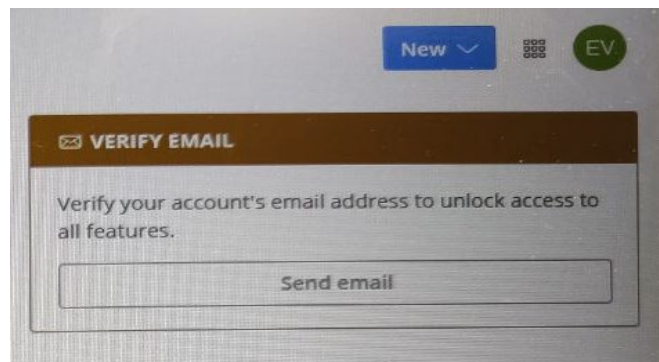 New
EV
VERIFY EMAIL
Verify your account's email address to unlock access to
all features.
Send email